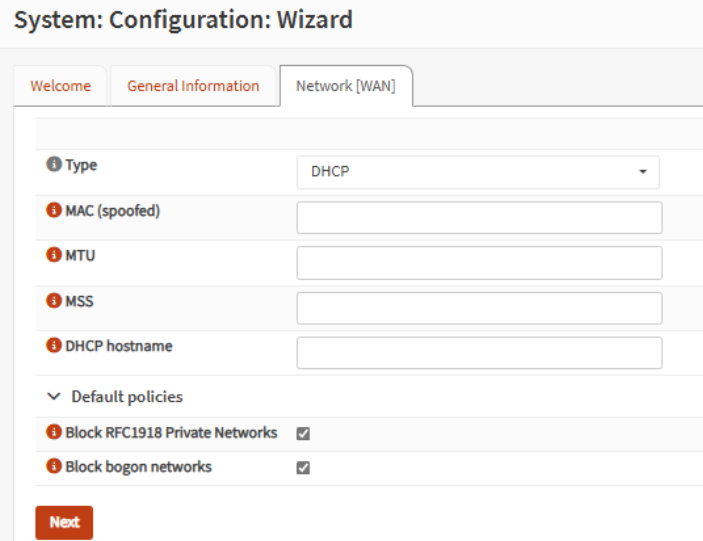 System: Configuration: Wizard
Welcome General Information Network [WAN]
Type DHCP
MAC (spoofed)
MTU
MSS
DHCP hostname
Default policies
Block RFC1918 Private Networks
Block bogon networks
Next